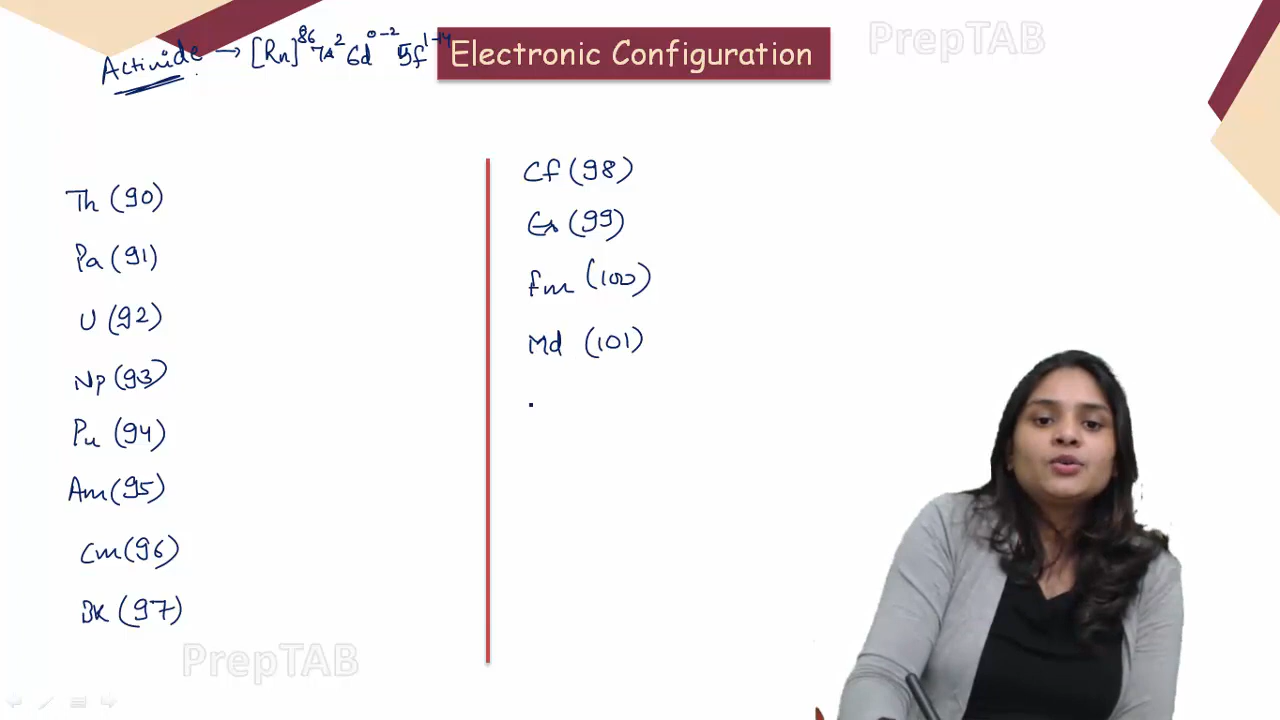 Actinide → [Rn]⁸⁶ 7s² 6d⁰⁻² 5f¹⁻¹⁴
Electronic Configuration
PrepTAB
Th (90)
Pa (91)
U (92)
Np (93)
Pu (94)
Am (95)
Cm (96)
Bk (97)
Cf (98)
Es (99)
fm (100)
Md (101)
PrepTAB